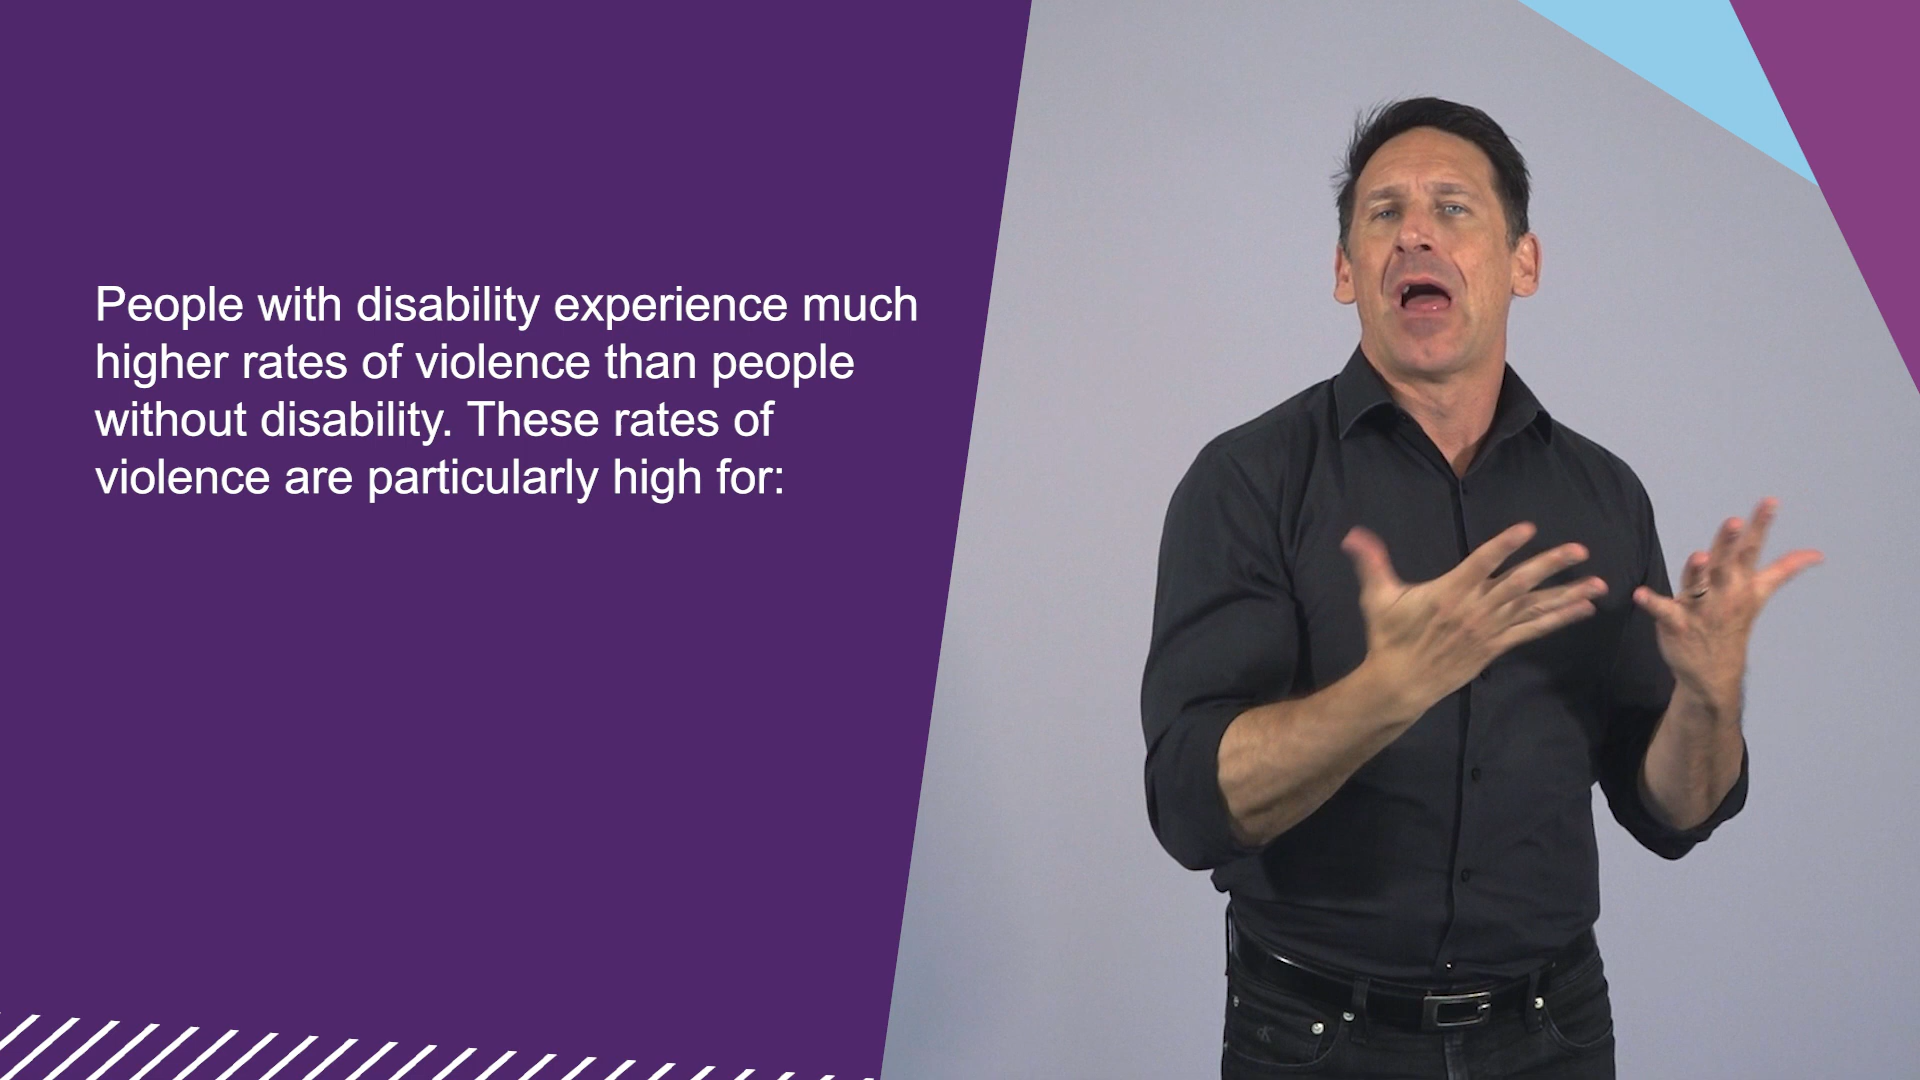 People with disability experience much
higher rates of violence than people
without disability. These rates of
violence are particularly high for: